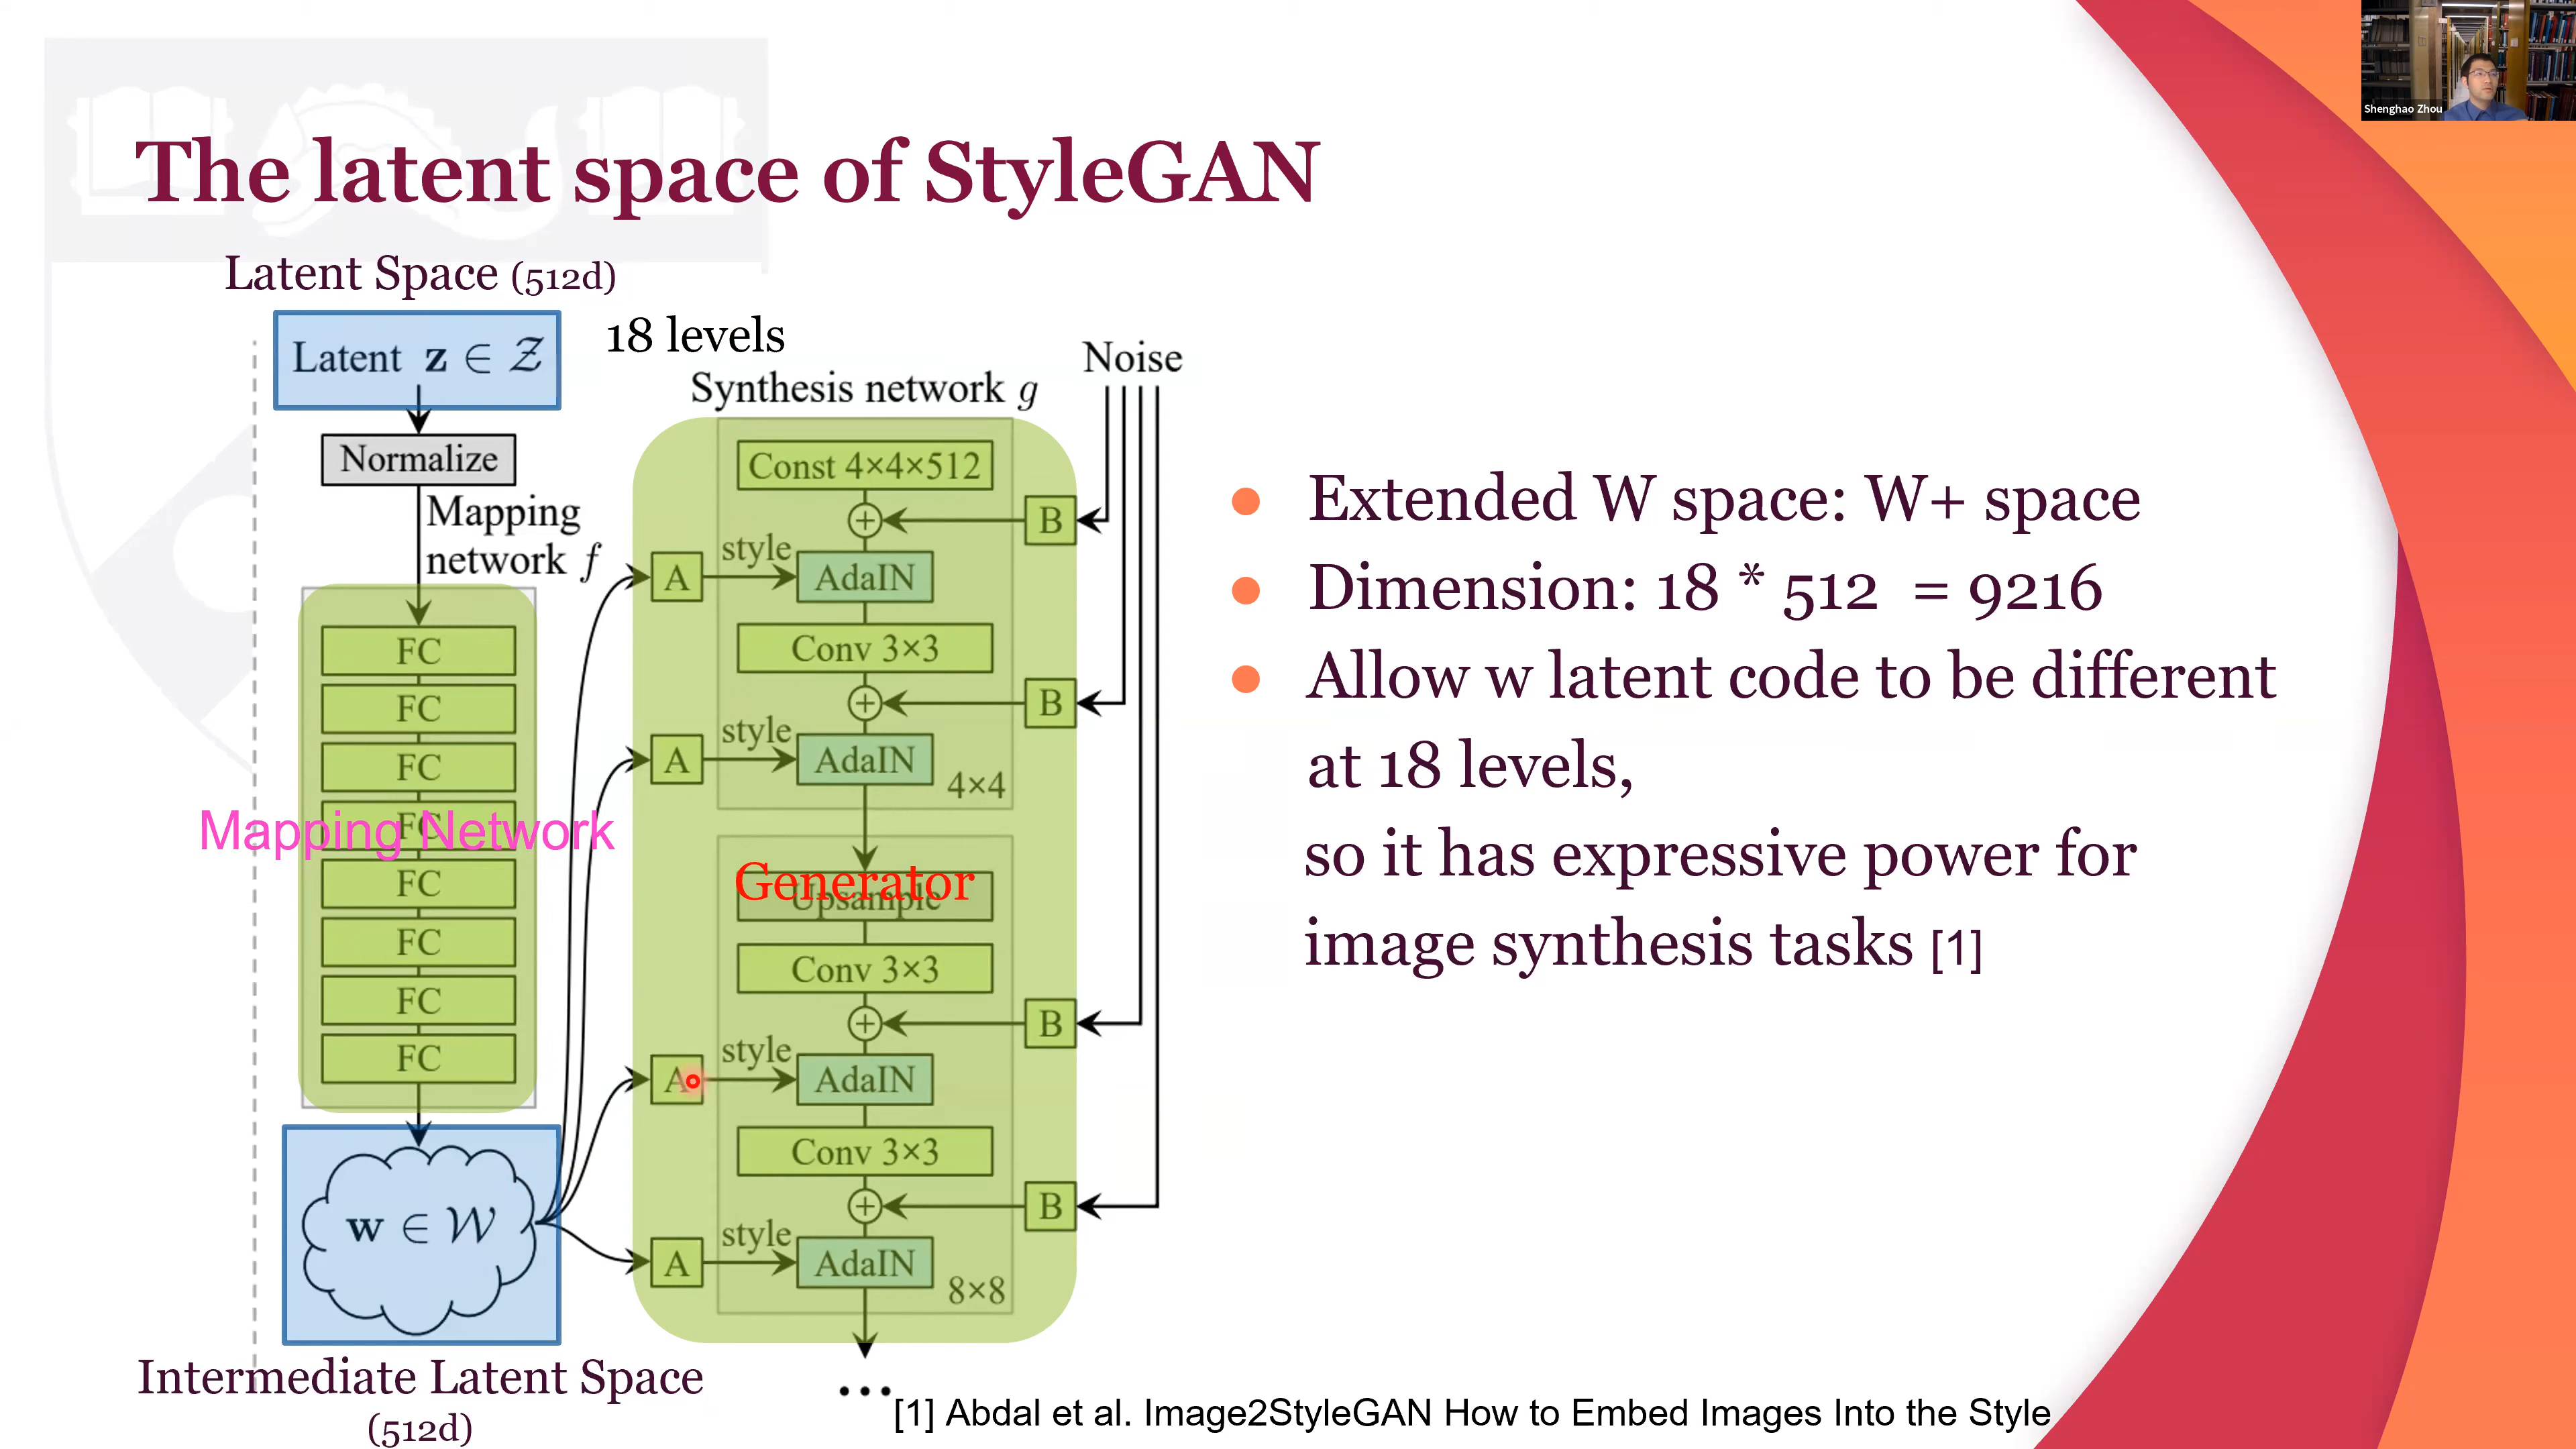 Shenghao Zhou
The latent space of StyleGAN
Latent Space (512d)
Latent z ∈ Z
Normalize
Mapping
network f
FC
FC
FC
FC
FC
FC
FC
FC
Mapping Network
w ∈ W
Intermediate Latent Space
(512d)
18 levels
Synthesis network g
Noise
Const 4×4×512
B
A
style
AdaIN
Conv 3×3
B
A
style
AdaIN
4×4
Generator
Upsample
Conv 3×3
B
A
style
AdaIN
Conv 3×3
B
A
style
AdaIN
8×8
...
Extended W space: W+ space
Dimension: 18 * 512 = 9216
Allow w latent code to be different
at 18 levels,
so it has expressive power for
image synthesis tasks [1]
[1] Abdal et al. Image2StyleGAN How to Embed Images Into the Style